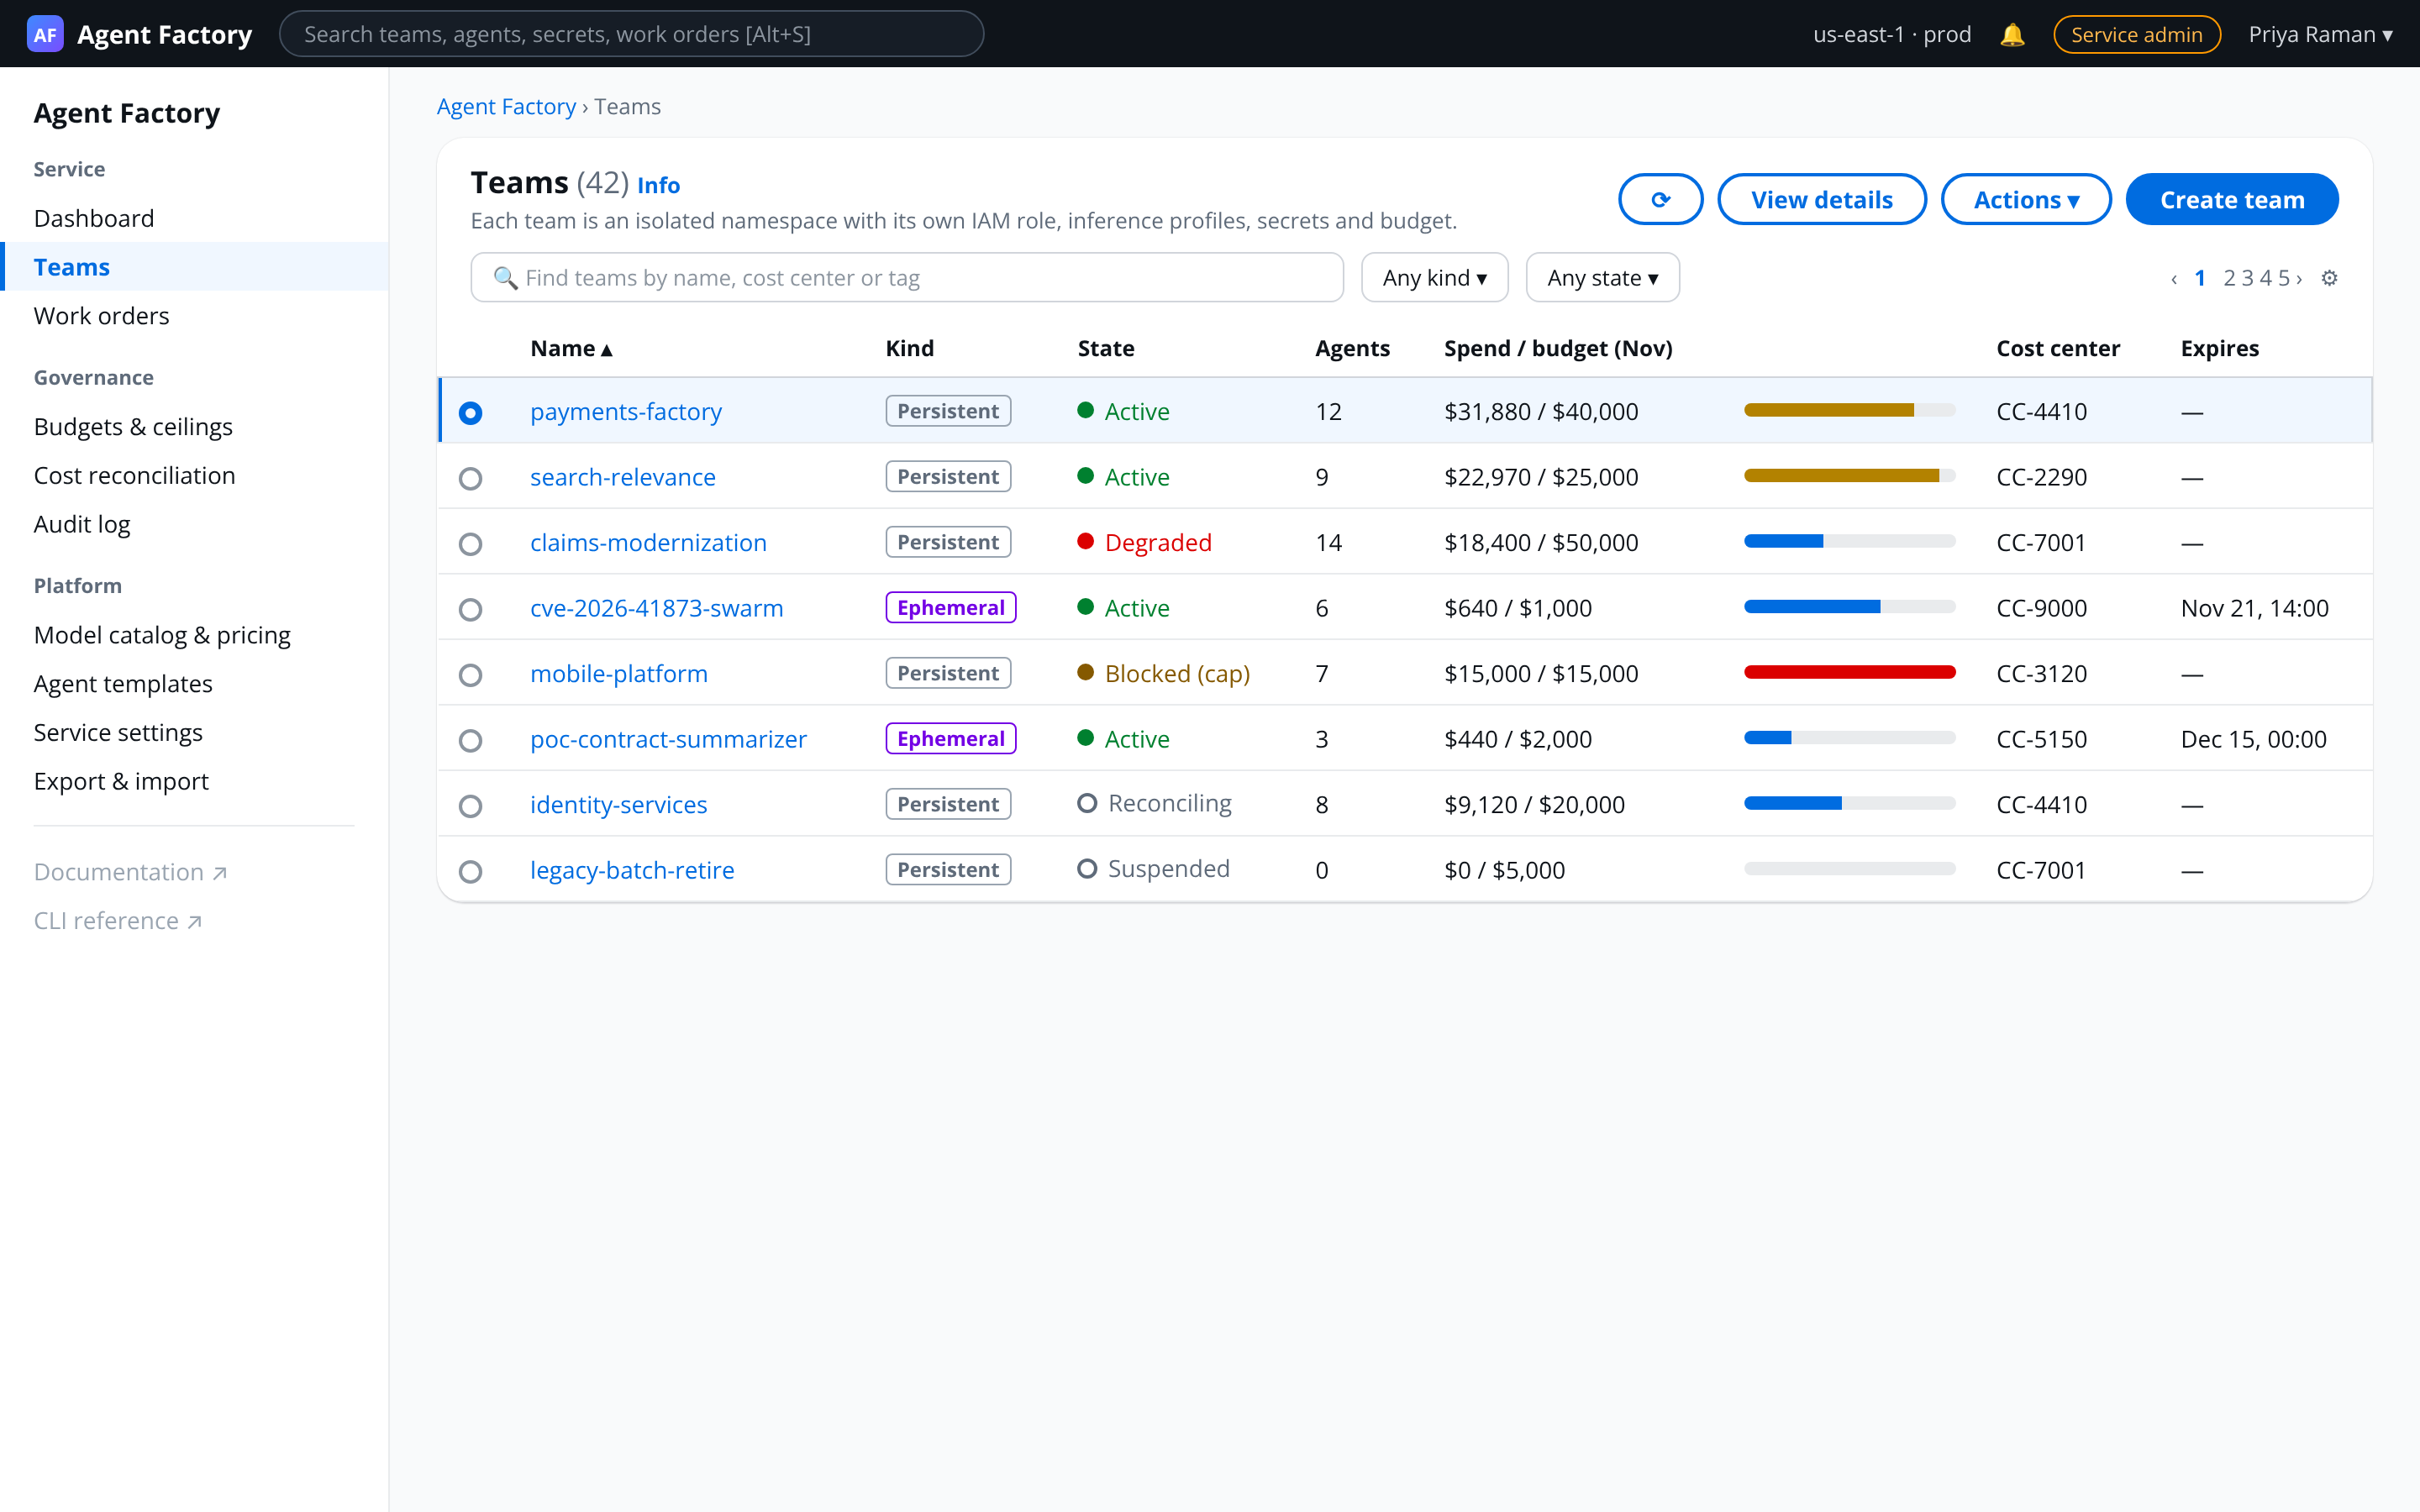 AF Agent Factory Search teams, agents, secrets, work orders [Alt+S] us-east-1 · prod Service admin Priya Raman ▾
Agent Factory
Service
Dashboard
Teams
Work orders
Governance
Budgets & ceilings
Cost reconciliation
Audit log
Platform
Model catalog & pricing
Agent templates
Service settings
Export & import
Documentation ↗
CLI reference ↗
Agent Factory › Teams
Teams (42) Info
Each team is an isolated namespace with its own IAM role, inference profiles, secrets and budget.
⟳ View details Actions ▾ Create team
🔍 Find teams by name, cost center or tag Any kind ▾ Any state ▾ ‹ 1 2 3 4 5 › ⚙
Name ▴ Kind State Agents Spend / budget (Nov) Cost center Expires
payments-factory Persistent Active 12 $31,880 / $40,000 CC-4410 —
search-relevance Persistent Active 9 $22,970 / $25,000 CC-2290 —
claims-modernization Persistent Degraded 14 $18,400 / $50,000 CC-7001 —
cve-2026-41873-swarm Ephemeral Active 6 $640 / $1,000 CC-9000 Nov 21, 14:00
mobile-platform Persistent Blocked (cap) 7 $15,000 / $15,000 CC-3120 —
poc-contract-summarizer Ephemeral Active 3 $440 / $2,000 CC-5150 Dec 15, 00:00
identity-services Persistent Reconciling 8 $9,120 / $20,000 CC-4410 —
legacy-batch-retire Persistent Suspended 0 $0 / $5,000 CC-7001 —